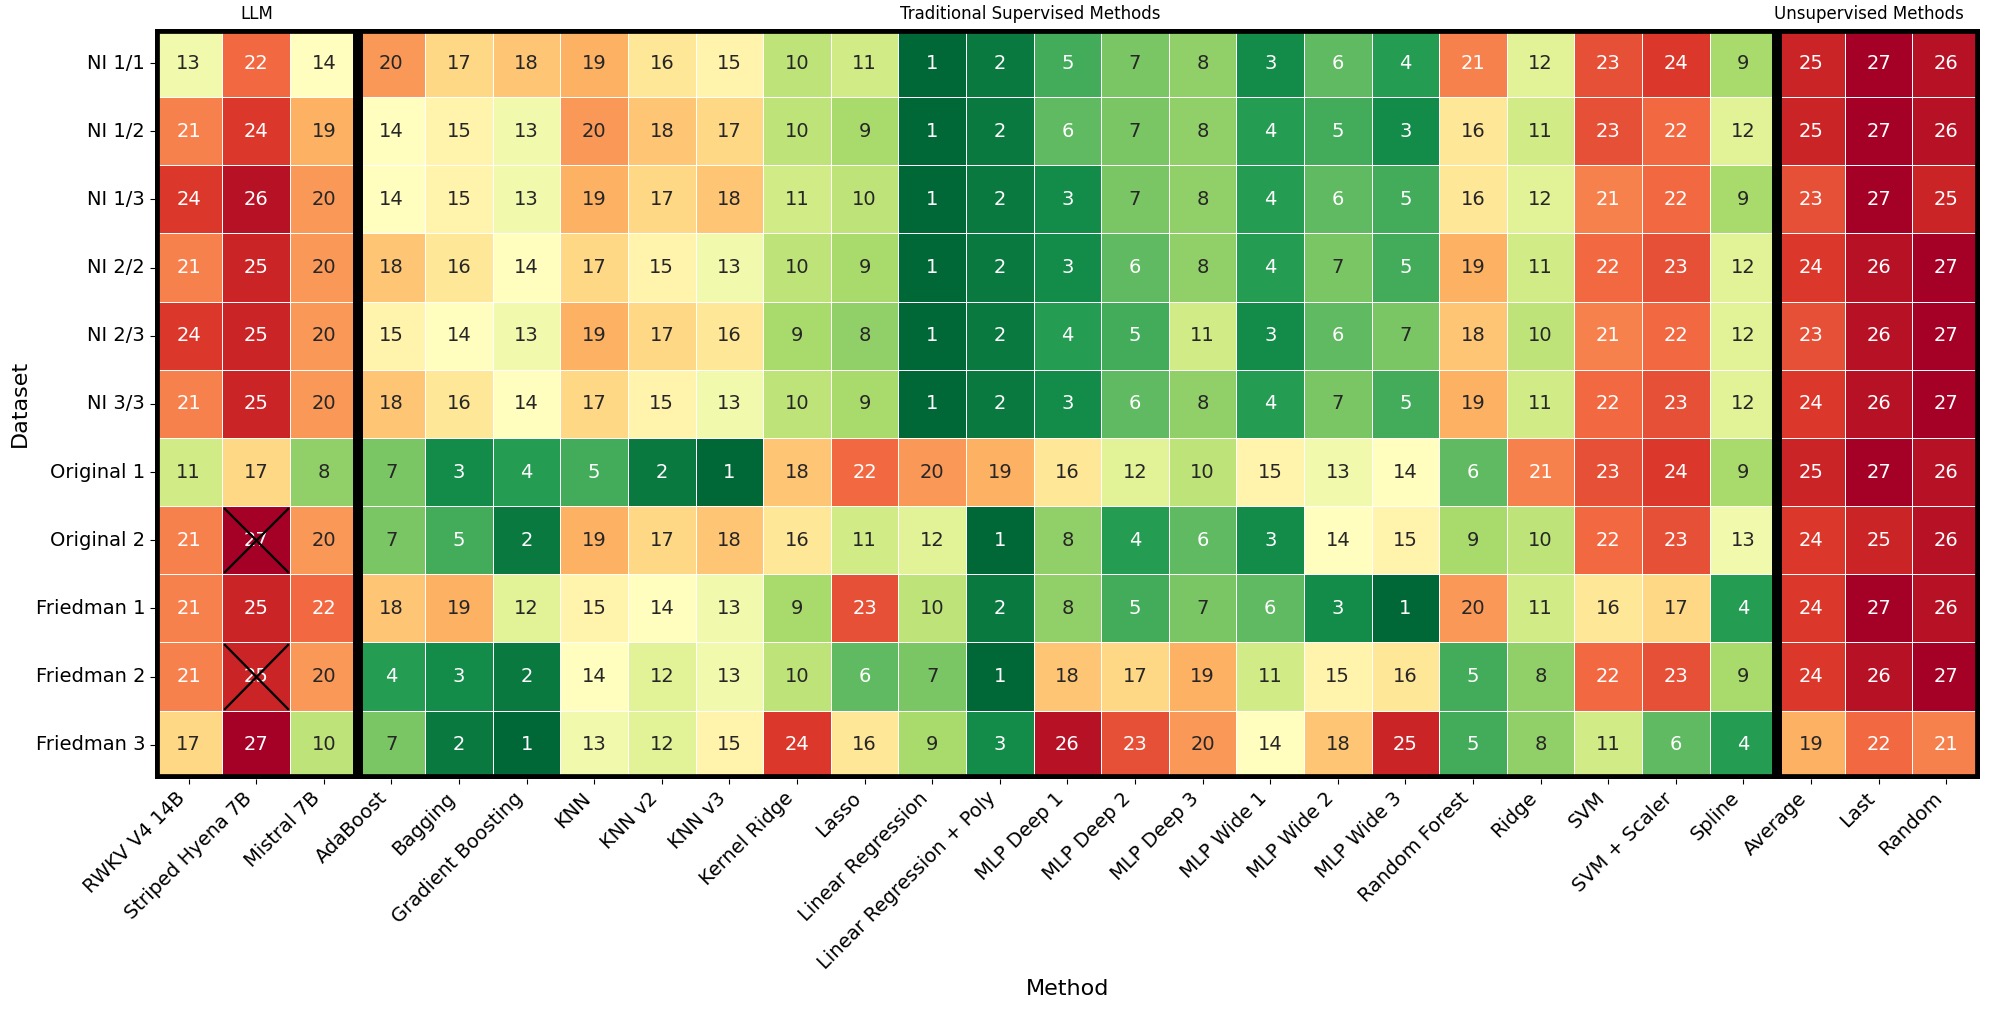 LLM Traditional Supervised Methods Unsupervised Methods
NI 1/1 13 22 14 20 17 18 19 16 15 10 11 1 2 5 7 8 3 6 4 21 12 23 24 9 25 27 26
NI 1/2 21 24 19 14 15 13 20 18 17 10 9 1 2 6 7 8 4 5 3 16 11 23 22 12 25 27 26
NI 1/3 24 26 20 14 15 13 19 17 18 11 10 1 2 3 7 8 4 6 5 16 12 21 22 9 23 27 25
NI 2/2 21 25 20 18 16 14 17 15 13 10 9 1 2 3 6 8 4 7 5 19 11 22 23 12 24 26 27
NI 2/3 24 25 20 15 14 13 19 17 16 9 8 1 2 4 5 11 3 6 7 18 10 21 22 12 23 26 27
NI 3/3 21 25 20 18 16 14 17 15 13 10 9 1 2 3 6 8 4 7 5 19 11 22 23 12 24 26 27
Original 1 11 17 8 7 3 4 5 2 1 18 22 20 19 16 12 10 15 13 14 6 21 23 24 9 25 27 26
Original 2 21 27 20 7 5 2 19 17 18 16 11 12 1 8 4 6 3 14 15 9 10 22 23 13 24 25 26
Friedman 1 21 25 22 18 19 12 15 14 13 9 23 10 2 8 5 7 6 3 1 20 11 16 17 4 24 27 26
Friedman 2 21 25 20 4 3 2 14 12 13 10 6 7 1 18 17 19 11 15 16 5 8 22 23 9 24 26 27
Friedman 3 17 27 10 7 2 1 13 12 15 24 16 9 3 26 23 20 14 18 25 5 8 11 6 4 19 22 21
Dataset
RWKV V4 14B
Striped Hyena 7B
Mistral 7B
AdaBoost
Bagging
Gradient Boosting
KNN
KNN v2
KNN v3
Kernel Ridge
Lasso
Linear Regression
Linear Regression + Poly
MLP Deep 1
MLP Deep 2
MLP Deep 3
MLP Wide 1
MLP Wide 2
MLP Wide 3
Random Forest
Ridge
SVM
SVM + Scaler
Spline
Average
Last
Random
Method